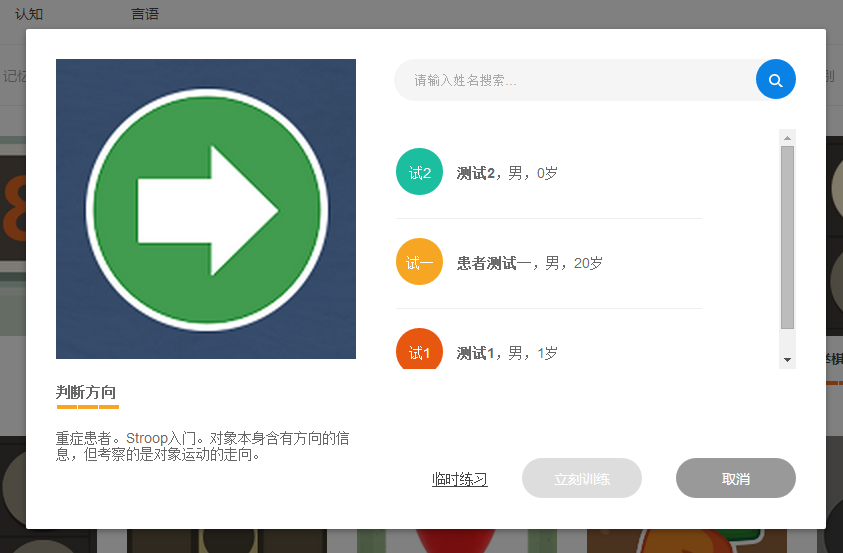 认知
言语
记忆
别
请输入姓名搜索...
试2
测试2，男，0岁
试一
患者测试一，男，20岁
试1
测试1，男，1岁
判断方向
重症患者。Stroop入门。对象本身含有方向的信
息，但考察的是对象运动的走向。
临时练习
立刻训练
取消
8